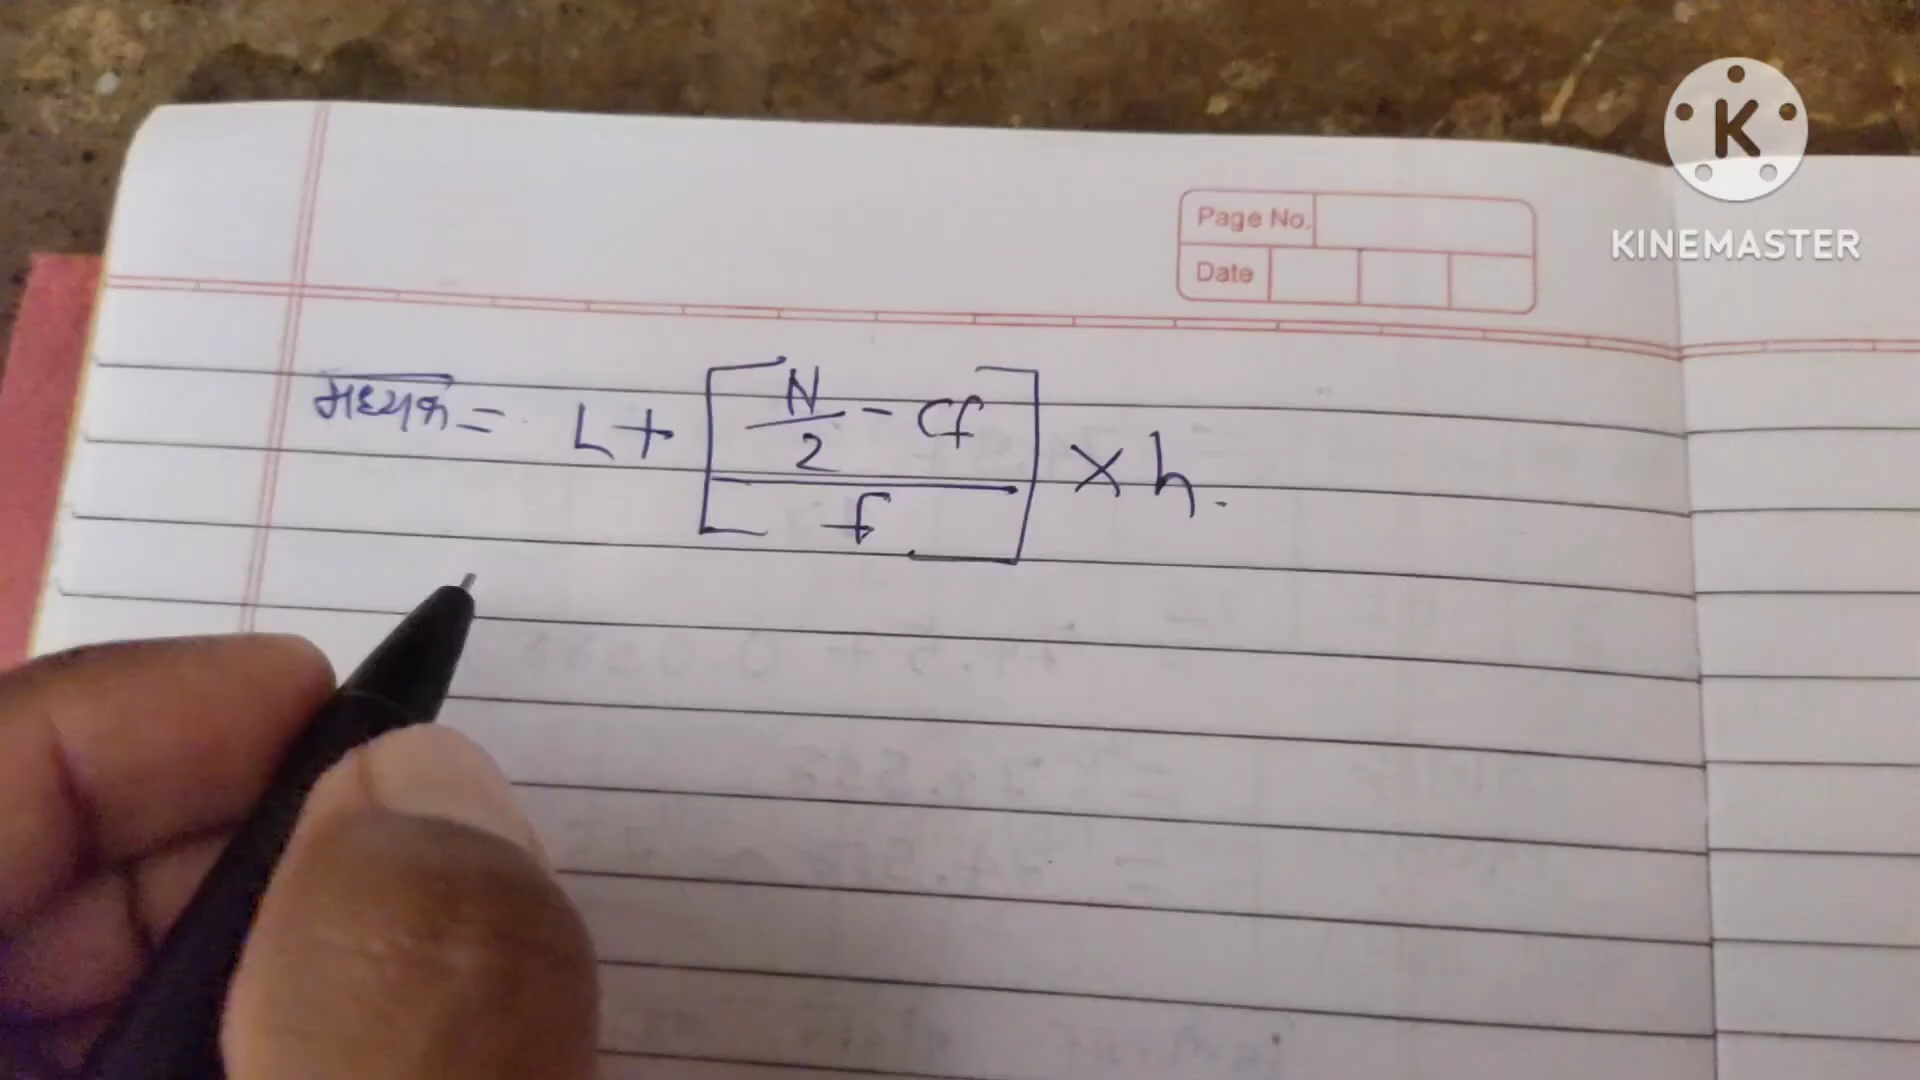 Page No.
Date
KINEMASTER
मध्यक = L + [ N/2 - cf / f ] × h.